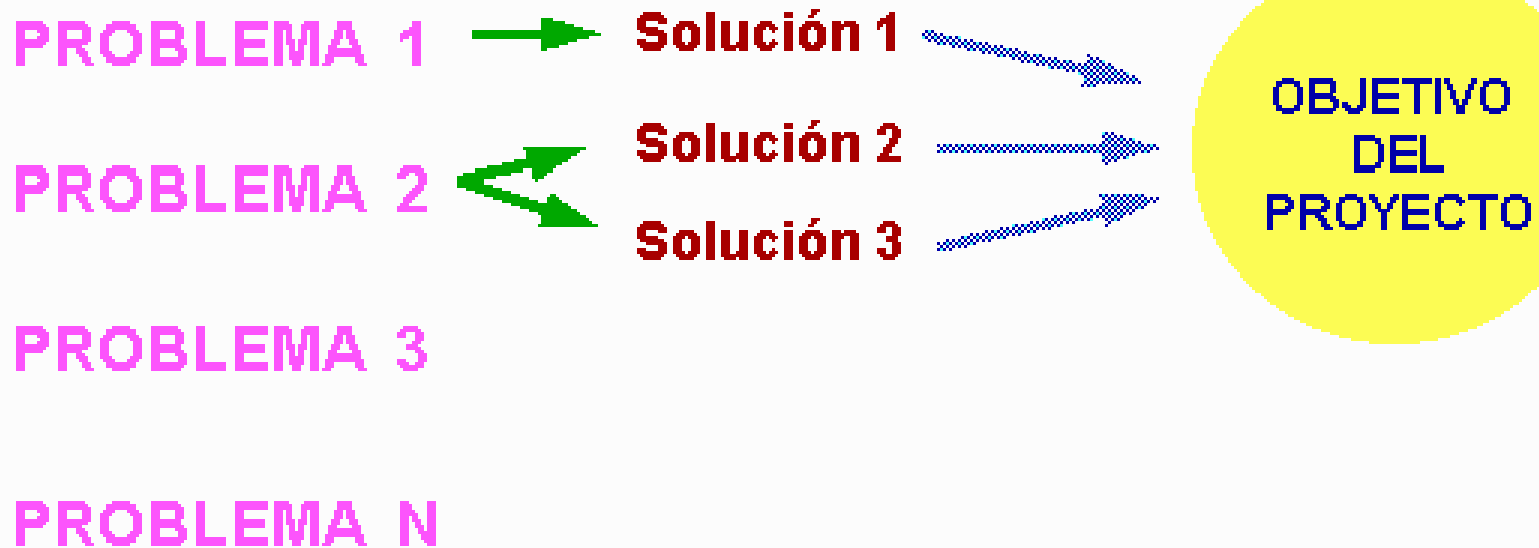 PROBLEMA 1
Solución 1
PROBLEMA 2
Solución 2
Solución 3
PROBLEMA 3
PROBLEMA N
OBJETIVO
DEL
PROYECTO